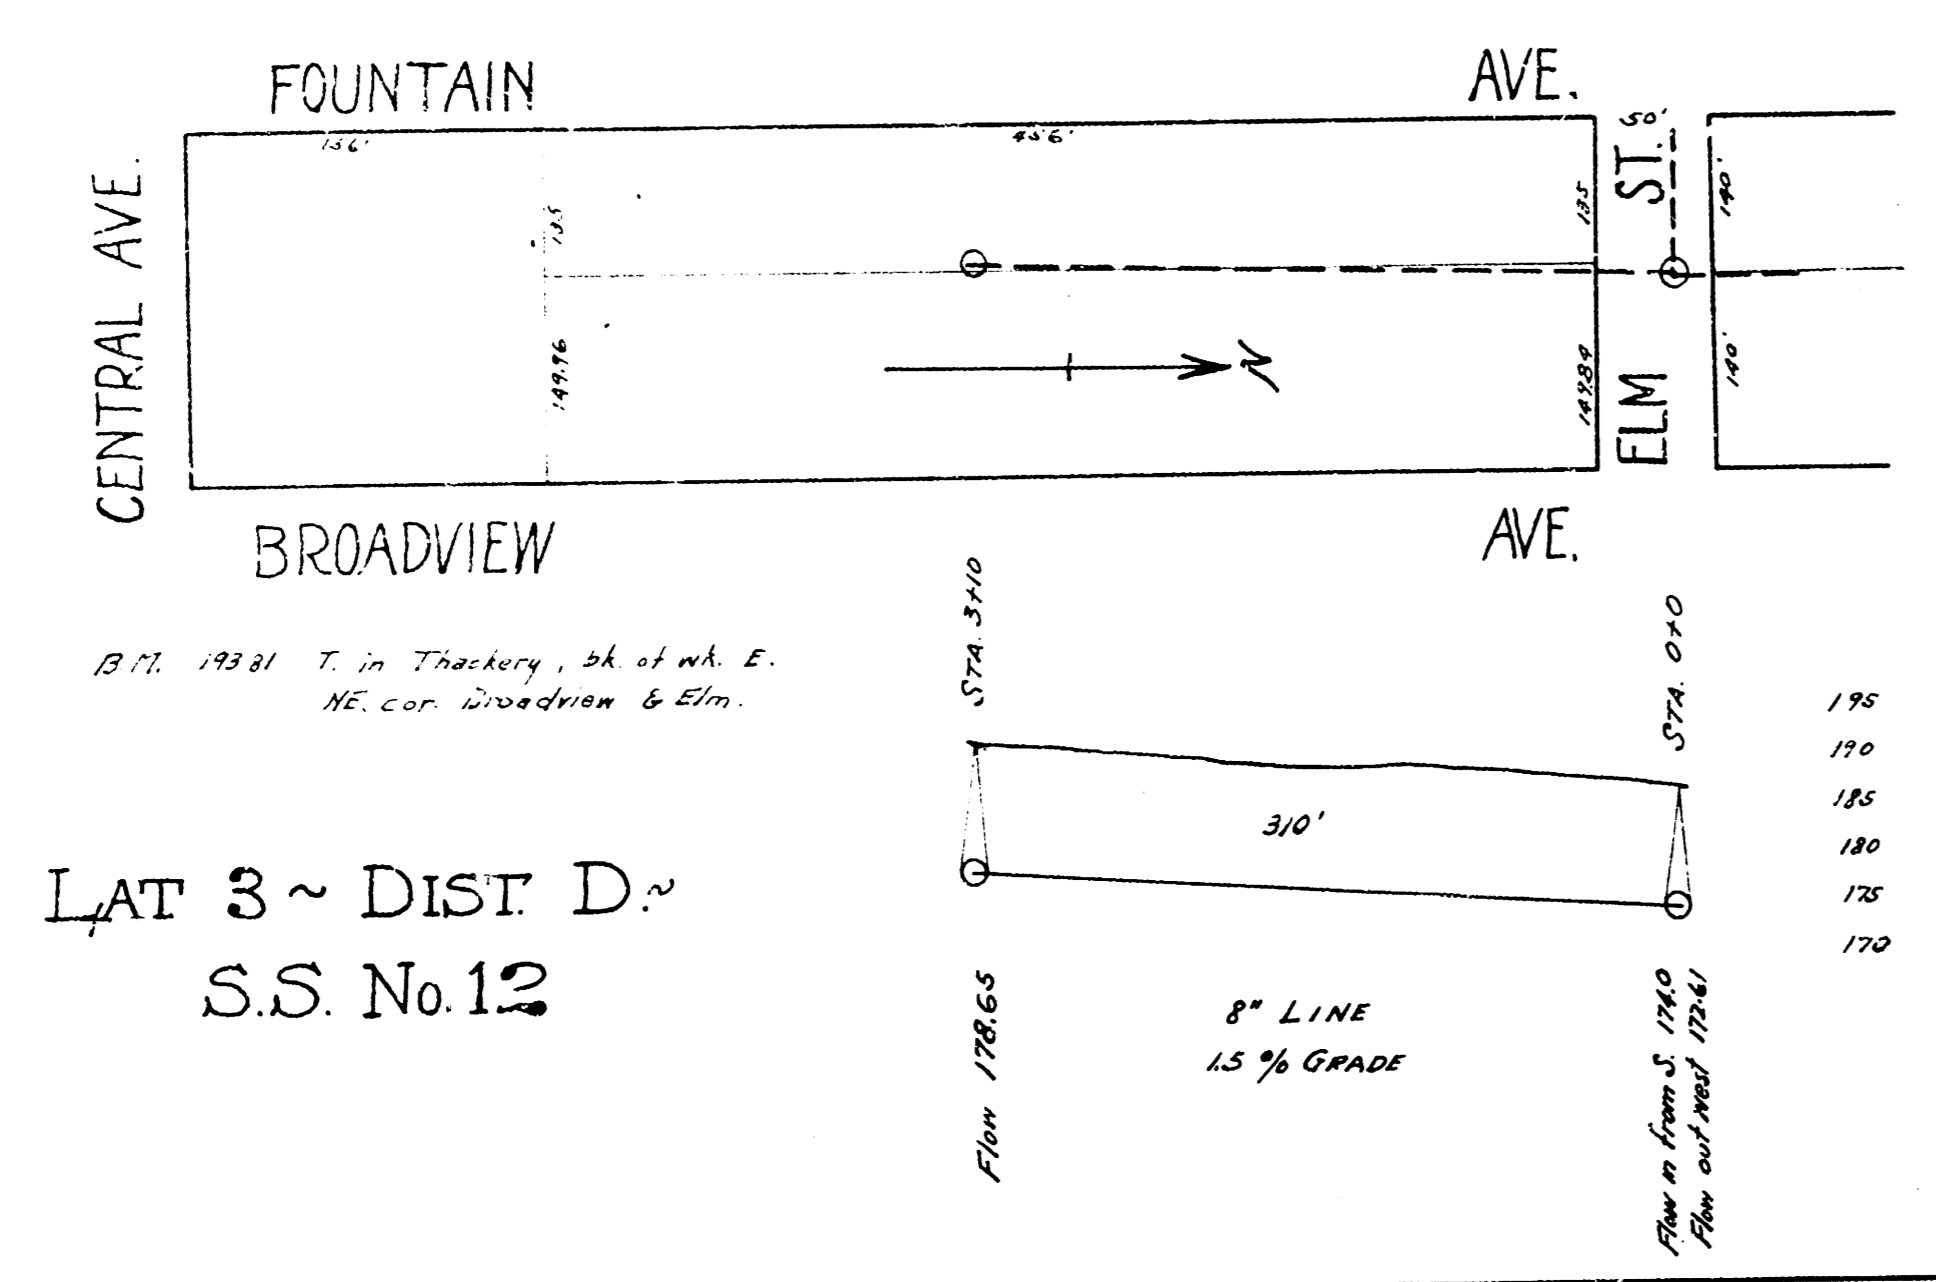 FOUNTAIN AVE.
136' 456' 50'
CENTRAL AVE.
135
149.96
135
149.84
ELM ST.
140'
140'
N
BROADVIEW AVE.
B.M. 193.81 T. in Thackery, bk. of wk. E.
NE. cor. Broadview & Elm.
STA. 3+10
STA. 0+0
195
190
185
180
175
170
310'
LAT 3 ~ DIST. D. ~
S.S. No. 12
8" LINE
1.5 % GRADE
Flow 178.65
Flow in from S. 174.0
Flow out west 172.61